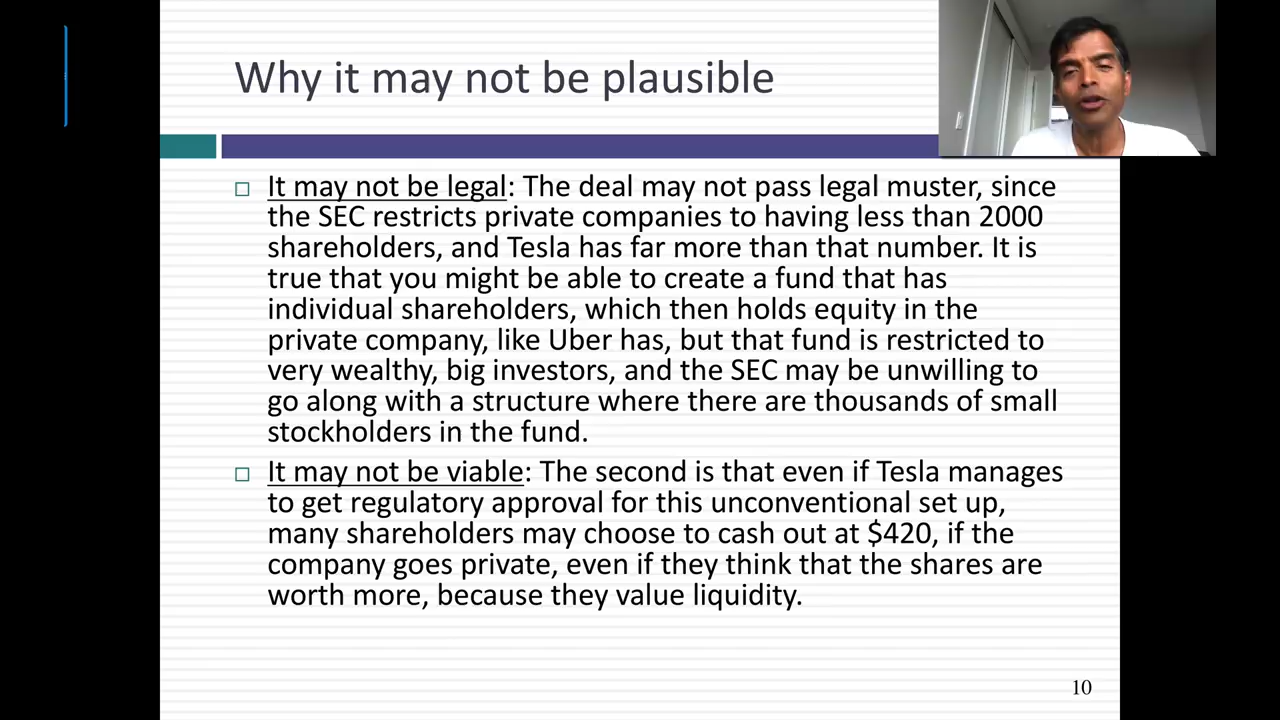 Why it may not be plausible
It may not be legal: The deal may not pass legal muster, since
the SEC restricts private companies to having less than 2000
shareholders, and Tesla has far more than that number. It is
true that you might be able to create a fund that has
individual shareholders, which then holds equity in the
private company, like Uber has, but that fund is restricted to
very wealthy, big investors, and the SEC may be unwilling to
go along with a structure where there are thousands of small
stockholders in the fund.
It may not be viable: The second is that even if Tesla manages
to get regulatory approval for this unconventional set up,
many shareholders may choose to cash out at $420, if the
company goes private, even if they think that the shares are
worth more, because they value liquidity.
10